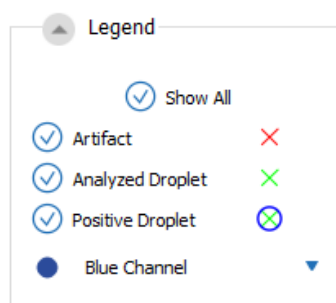 Legend
Show All
Artifact
Analyzed Droplet
Positive Droplet
Blue Channel